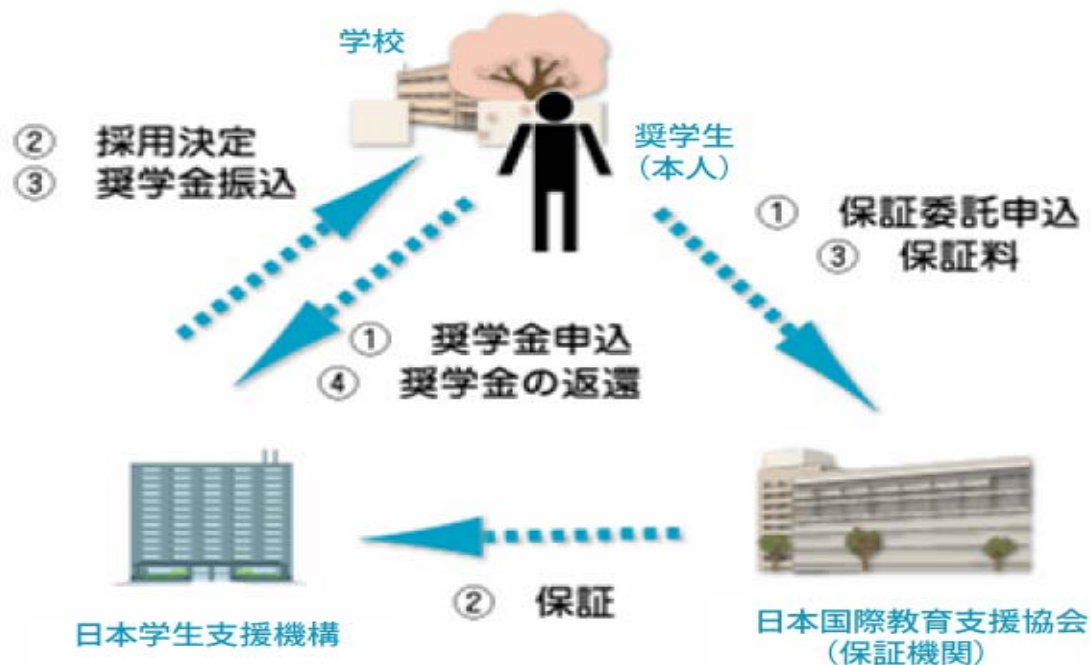 学校
奨学生
（本人）
② 採用決定
③ 奨学金振込
① 保証委託申込
③ 保証料
① 奨学金申込
④ 奨学金の返還
② 保証
日本学生支援機構
日本国際教育支援協会
（保証機関）